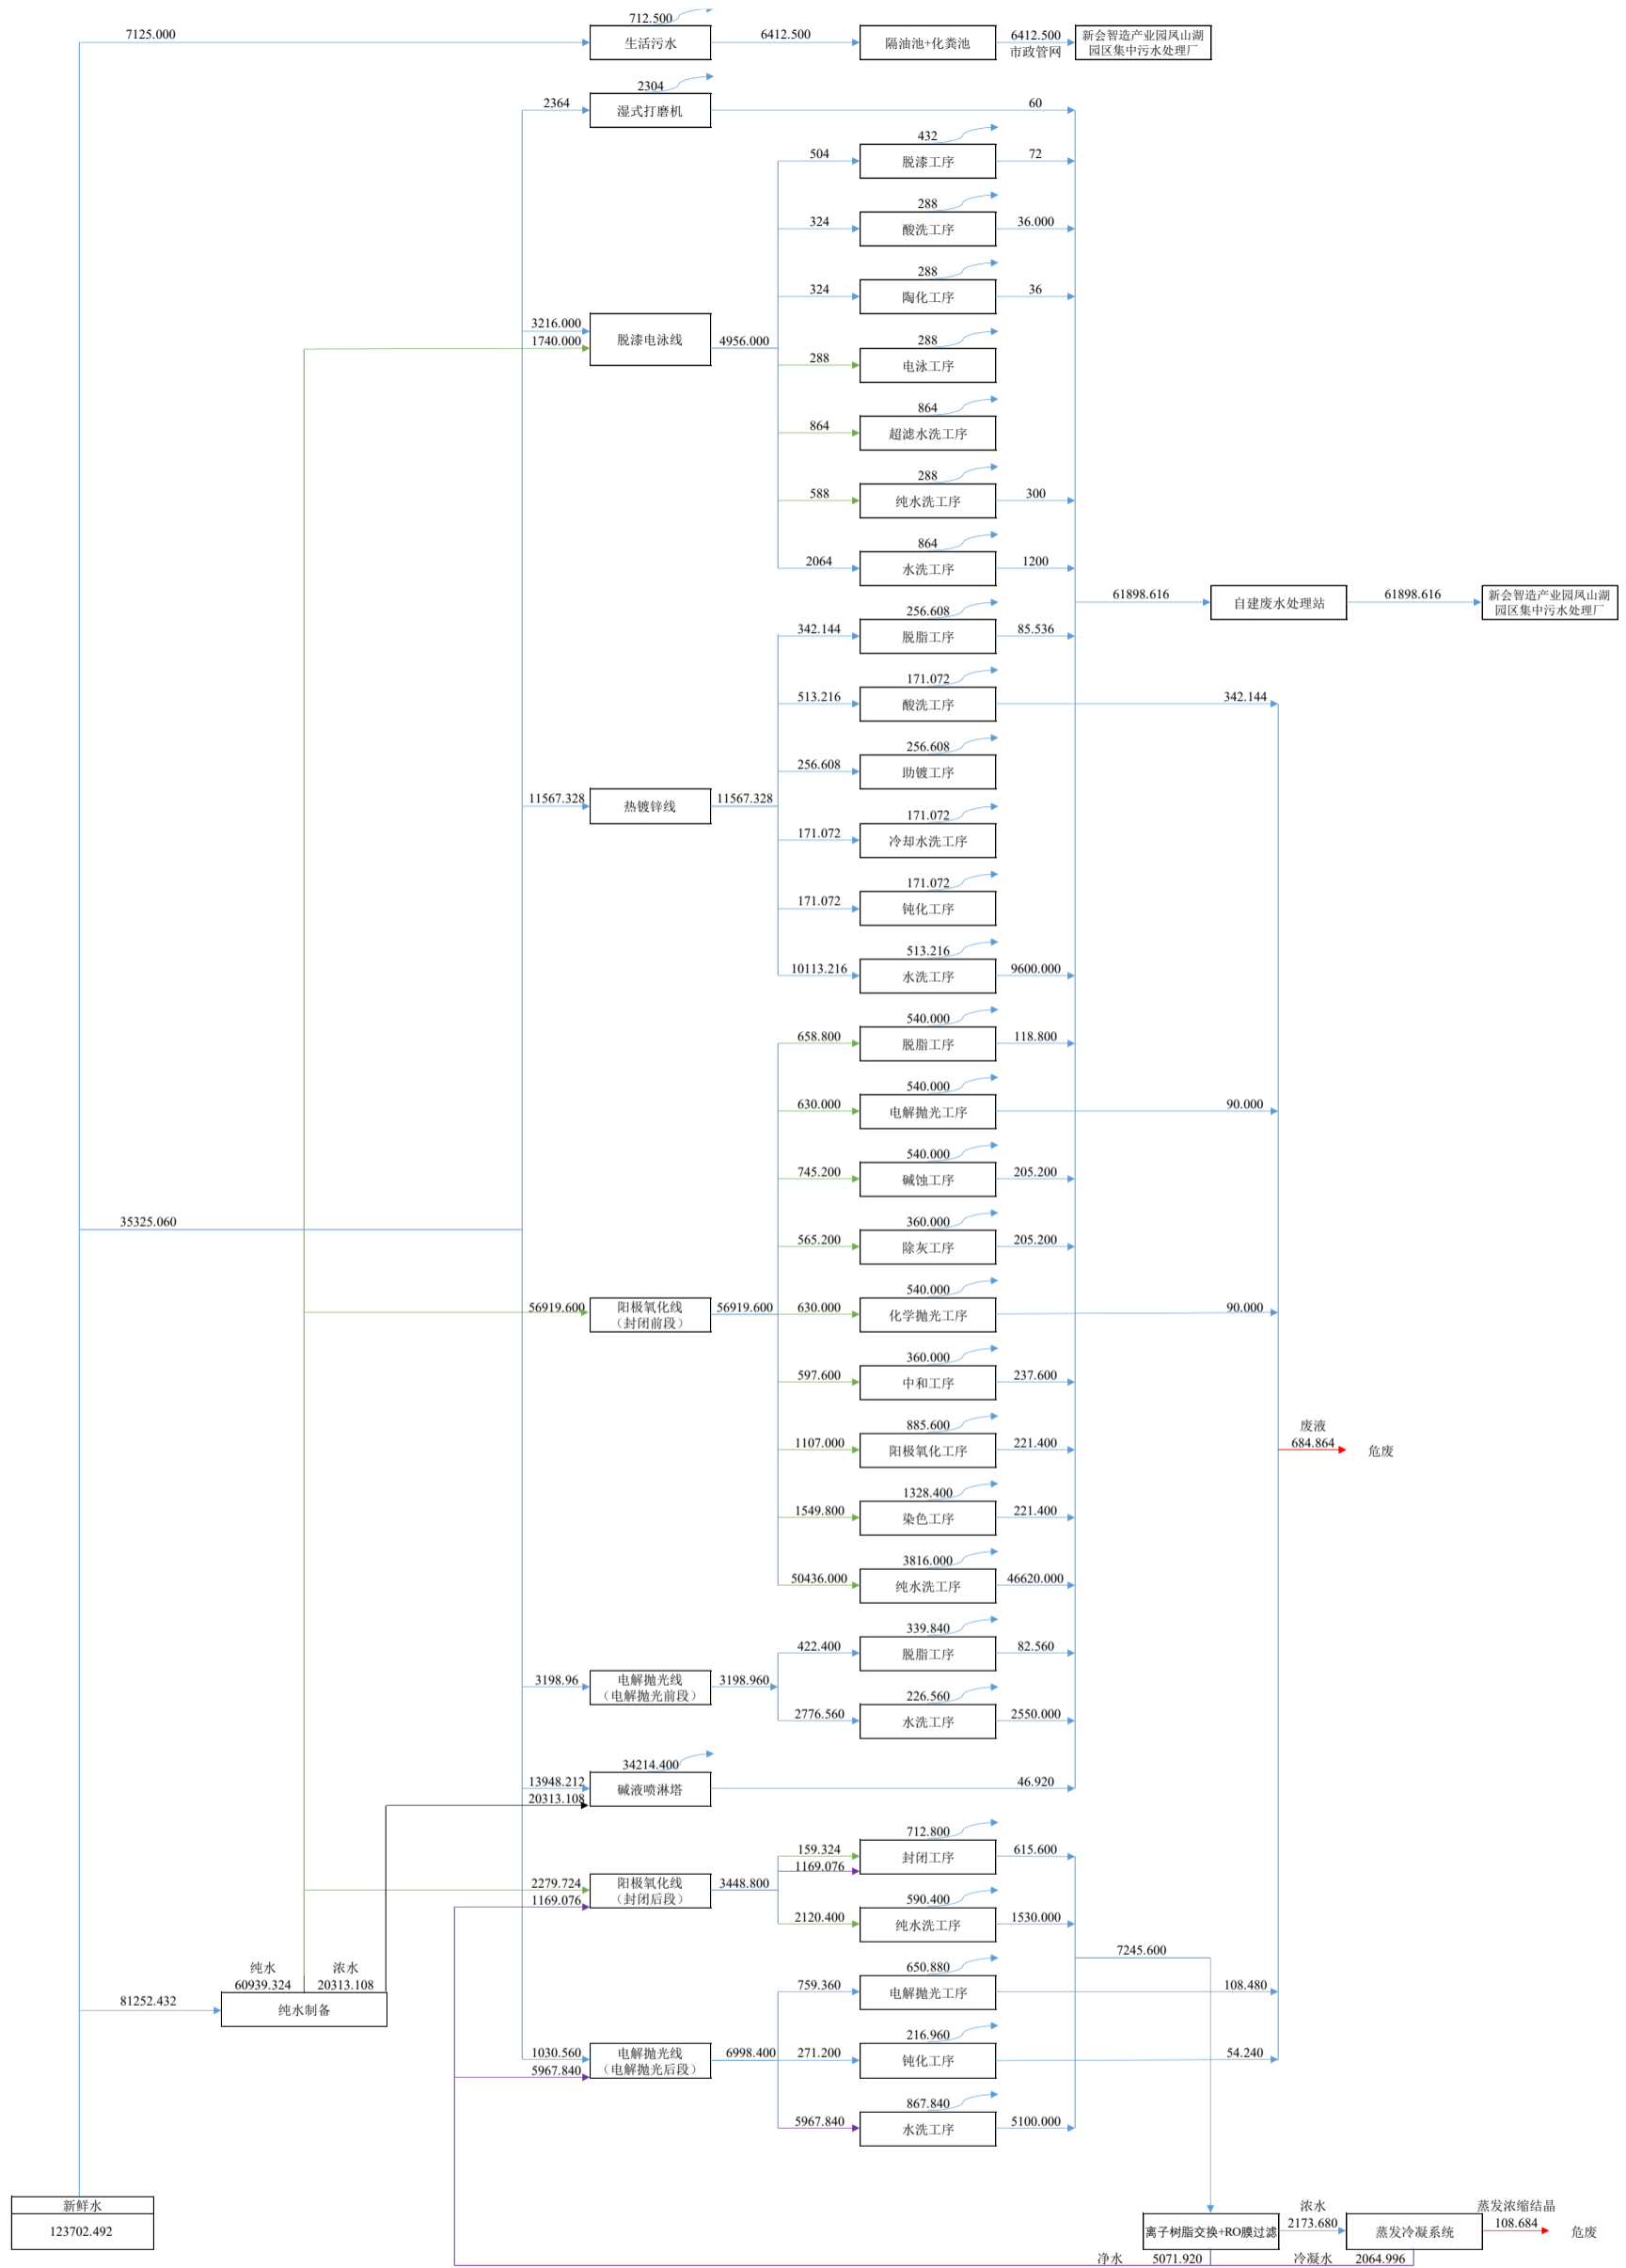 712.500
7125.000
生活污水
6412.500
隔油池+化粪池
6412.500
市政管网
新会智造产业园凤山湖
园区集中污水处理厂
2304
2364
湿式打磨机
60
432
504
脱漆工序
72
288
324
酸洗工序
36.000
288
324
陶化工序
36
3216.000
1740.000
脱漆电泳线
4956.000
288
288
电泳工序
864
864
超滤水洗工序
288
588
纯水洗工序
300
864
2064
水洗工序
1200
61898.616
自建废水处理站
61898.616
新会智造产业园凤山湖
园区集中污水处理厂
256.608
342.144
脱脂工序
85.536
171.072
513.216
酸洗工序
342.144
256.608
256.608
助镀工序
11567.328
热镀锌线
11567.328
171.072
171.072
冷却水洗工序
171.072
171.072
钝化工序
513.216
10113.216
水洗工序
9600.000
540.000
658.800
脱脂工序
118.800
540.000
630.000
电解抛光工序
90.000
540.000
745.200
碱蚀工序
205.200
35325.060
360.000
565.200
除灰工序
205.200
56919.600
阳极氧化线
（封闭前段）
56919.600
540.000
630.000
化学抛光工序
90.000
360.000
597.600
中和工序
237.600
885.600
1107.000
阳极氧化工序
221.400
废液
684.864
危废
1328.400
1549.800
染色工序
221.400
3816.000
50436.000
纯水洗工序
46620.000
339.840
422.400
脱脂工序
82.560
3198.96
电解抛光线
（电解抛光前段）
3198.960
226.560
2776.560
水洗工序
2550.000
34214.400
13948.212
20313.108
碱液喷淋塔
46.920
712.800
159.324
1169.076
封闭工序
615.600
2279.724
1169.076
阳极氧化线
（封闭后段）
3448.800
590.400
2120.400
纯水洗工序
1530.000
7245.600
纯水
60939.324
浓水
20313.108
81252.432
纯水制备
650.880
759.360
电解抛光工序
108.480
1030.560
5967.840
电解抛光线
（电解抛光后段）
6998.400
216.960
271.200
钝化工序
54.240
867.840
5967.840
水洗工序
5100.000
新鲜水
123702.492
离子树脂交换+RO膜过滤
浓水
2173.680
蒸发冷凝系统
蒸发浓缩结晶
108.684
危废
净水
5071.920
冷凝水
2064.996